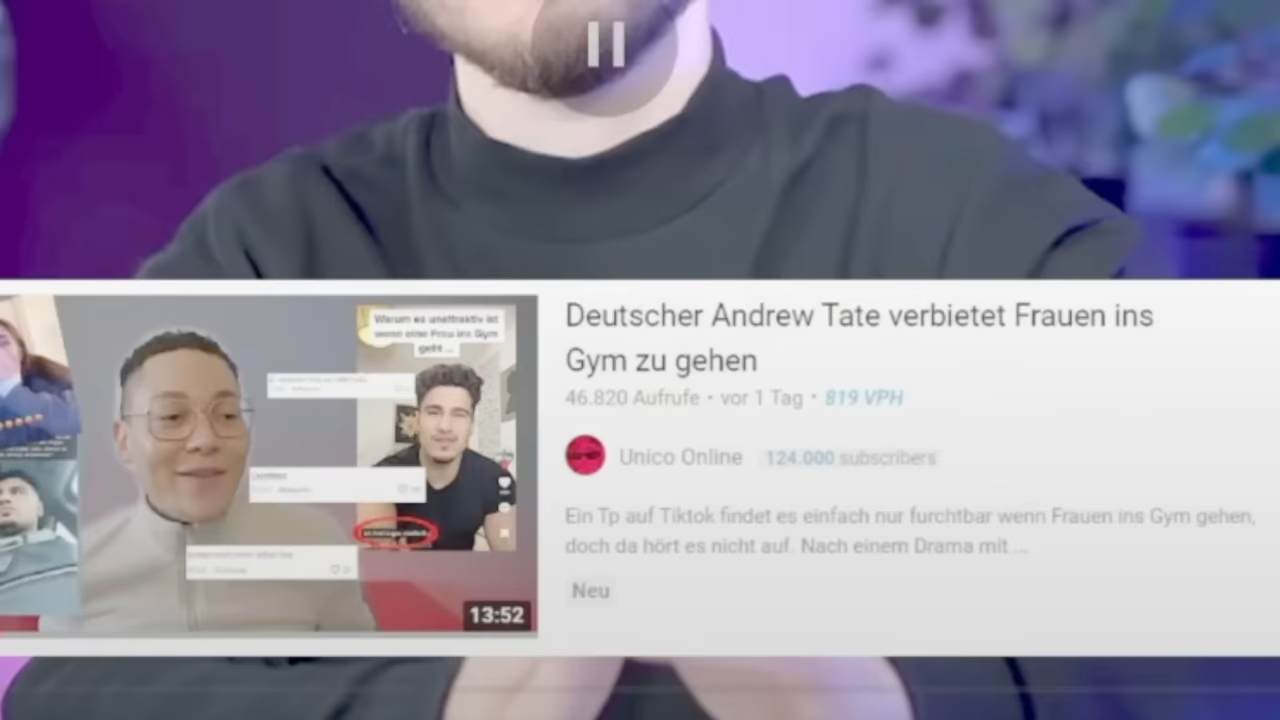 Deutscher Andrew Tate verbietet Frauen ins
Gym zu gehen
46.820 Aufrufe • vor 1 Tag • 819 VPH
Unico Online 124.000 subscribers
Ein Tp auf Tiktok findet es einfach nur furchtbar wenn Frauen ins Gym gehen,
doch da hört es nicht auf. Nach einem Drama mit ...
Neu
Warum es unattraktiv ist
wenn eine Frau ins Gym
geht ...
13:52